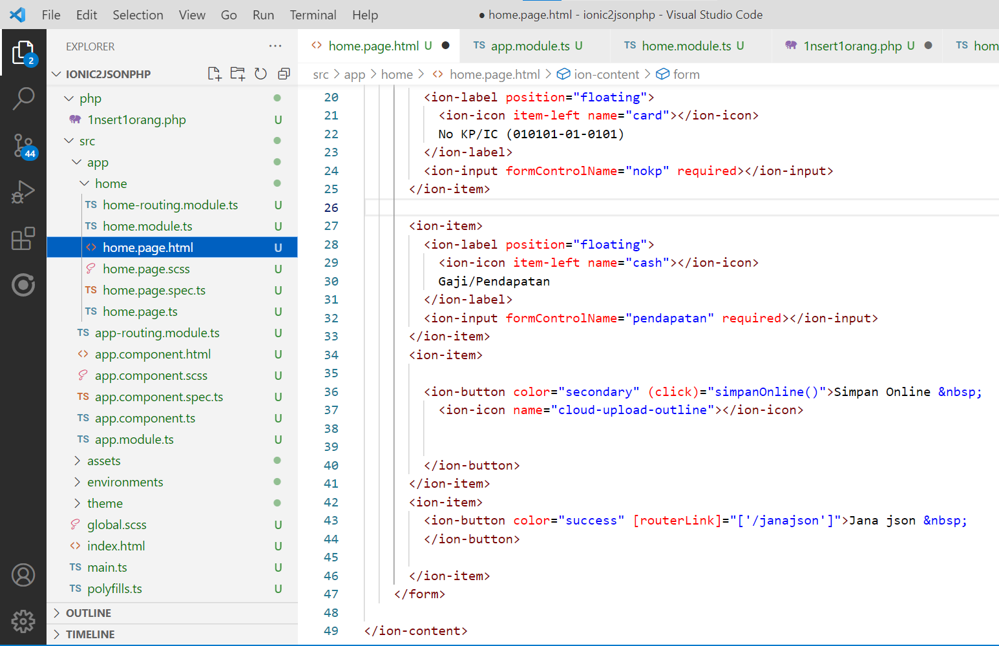 File Edit Selection View Go Run Terminal Help ● home.page.html - ionic2jsonphp - Visual Studio Code
EXPLORER ···
IONIC2JSONPHP
php
1nsert1orang.php U
src
app
home
TS home-routing.module.ts U
TS home.module.ts U
<> home.page.html U
home.page.scss U
TS home.page.spec.ts U
TS home.page.ts U
TS app-routing.module.ts U
<> app.component.html U
app.component.scss U
TS app.component.spec.ts U
TS app.component.ts U
TS app.module.ts U
assets
environments
theme
global.scss U
<> index.html U
TS main.ts U
TS polyfills.ts U
OUTLINE
TIMELINE
2
44
<> home.page.html U ● TS app.module.ts U TS home.module.ts U 1nsert1orang.php U ● TS hom
src > app > home > <> home.page.html > ion-content > form
20 <ion-label position="floating">
21 <ion-icon item-left name="card"></ion-icon>
22 No KP/IC (010101-01-0101)
23 </ion-label>
24 <ion-input formControlName="nokp" required></ion-input>
25 </ion-item>
26
27 <ion-item>
28 <ion-label position="floating">
29 <ion-icon item-left name="cash"></ion-icon>
30 Gaji/Pendapatan
31 </ion-label>
32 <ion-input formControlName="pendapatan" required></ion-input>
33 </ion-item>
34 <ion-item>
35
36 <ion-button color="secondary" (click)="simpanOnline()">Simpan Online &nbsp;
37 <ion-icon name="cloud-upload-outline"></ion-icon>
38
39
40 </ion-button>
41 </ion-item>
42 <ion-item>
43 <ion-button color="success" [routerLink]="['/janajson']">Jana json &nbsp;
44 </ion-button>
45
46 </ion-item>
47 </form>
48
49 </ion-content>